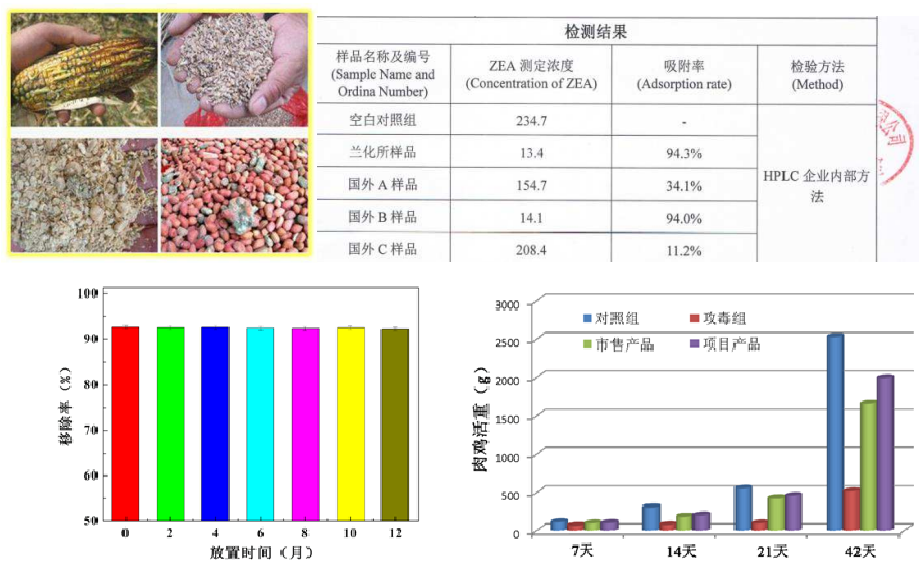 检测结果
样品名称及编号
(Sample Name and
Ordina Number)
ZEA 测定浓度
(Concentration of ZEA)
吸附率
(Adsorption rate)
检验方法
(Method)
空白对照组
234.7
-
兰化所样品
13.4
94.3%
国外 A 样品
154.7
34.1%
国外 B 样品
14.1
94.0%
国外 C 样品
208.4
11.2%
HPLC 企业内部方
法
公司
移除率（%）
100
90
80
70
60
50
0 2 4 6 8 10 12
放置时间（月）
肉鸡活重（g）
3000
2500
2000
1500
1000
500
0
对照组
攻毒组
市售产品
项目产品
7天 14天 21天 42天